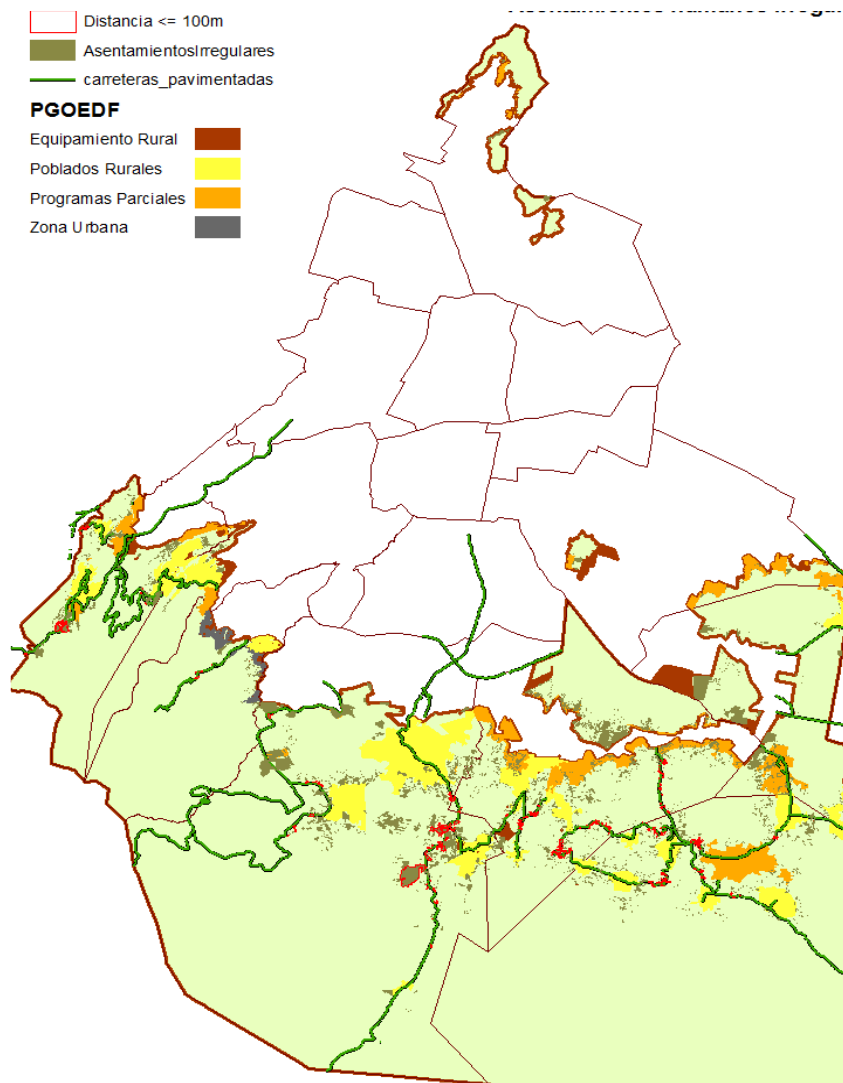 Distancia <= 100m
AsentamientosIrregulares
carreteras_pavimentadas
PGOEDF
Equipamiento Rural
Poblados Rurales
Programas Parciales
Zona Urbana